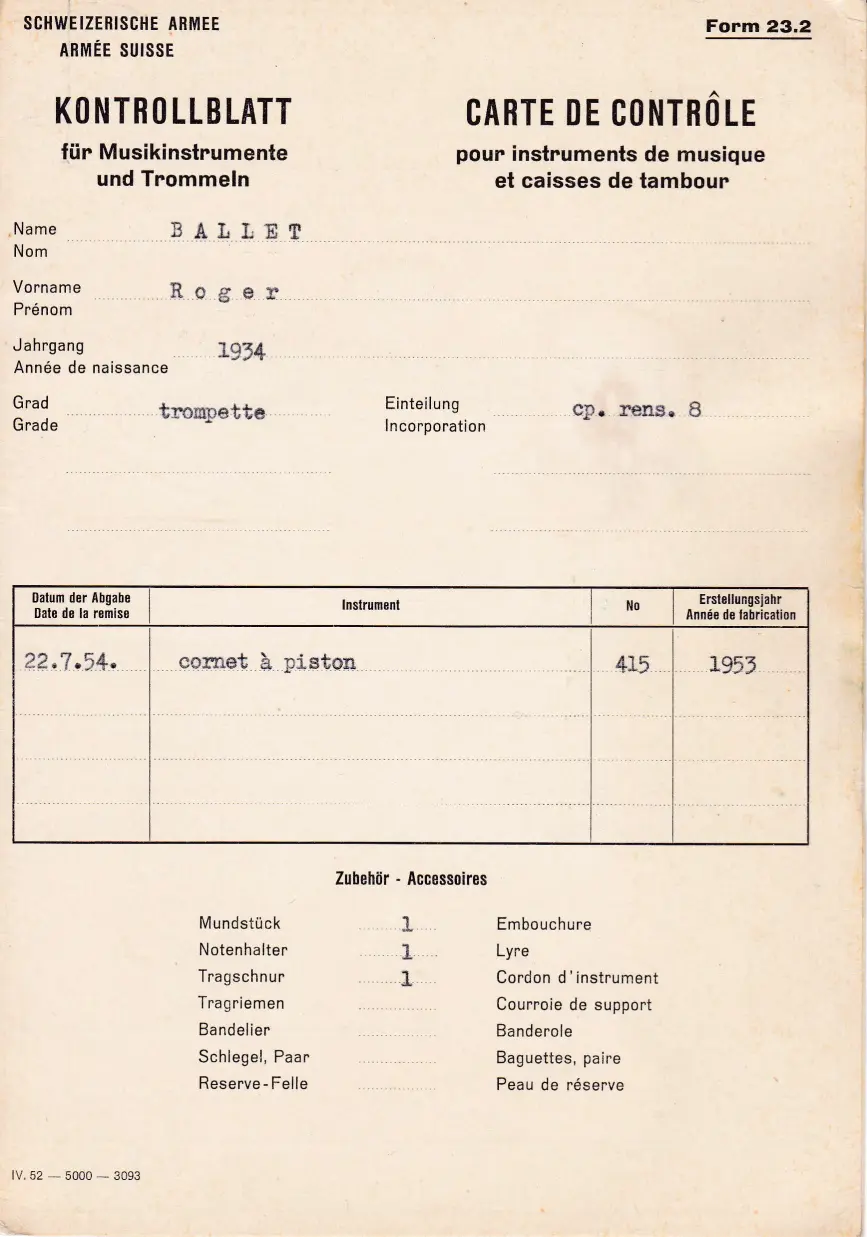 SCHWEIZERISCHE ARMEE
ARMÉE SUISSE
Form 23.2
KONTROLLBLATT
für Musikinstrumente
und Trommeln
CARTE DE CONTRÔLE
pour instruments de musique
et caisses de tambour
Name BALLET
Nom
Vorname Roger
Prénom
Jahrgang 1934
Année de naissance
Grad trompette Einteilung cp. rens. 8
Grade Incorporation
Datum der Abgabe Instrument No Erstellungsjahr
Date de la remise Année de fabrication
22.7.54. cornet à piston 415 1953
Zubehör - Accessoires
Mundstück 1 Embouchure
Notenhalter 1 Lyre
Tragschnur 1 Cordon d'instrument
Tragriemen Courroie de support
Bandelier Banderole
Schlegel, Paar Baguettes, paire
Reserve-Felle Peau de réserve
IV. 52 — 5000 — 3093